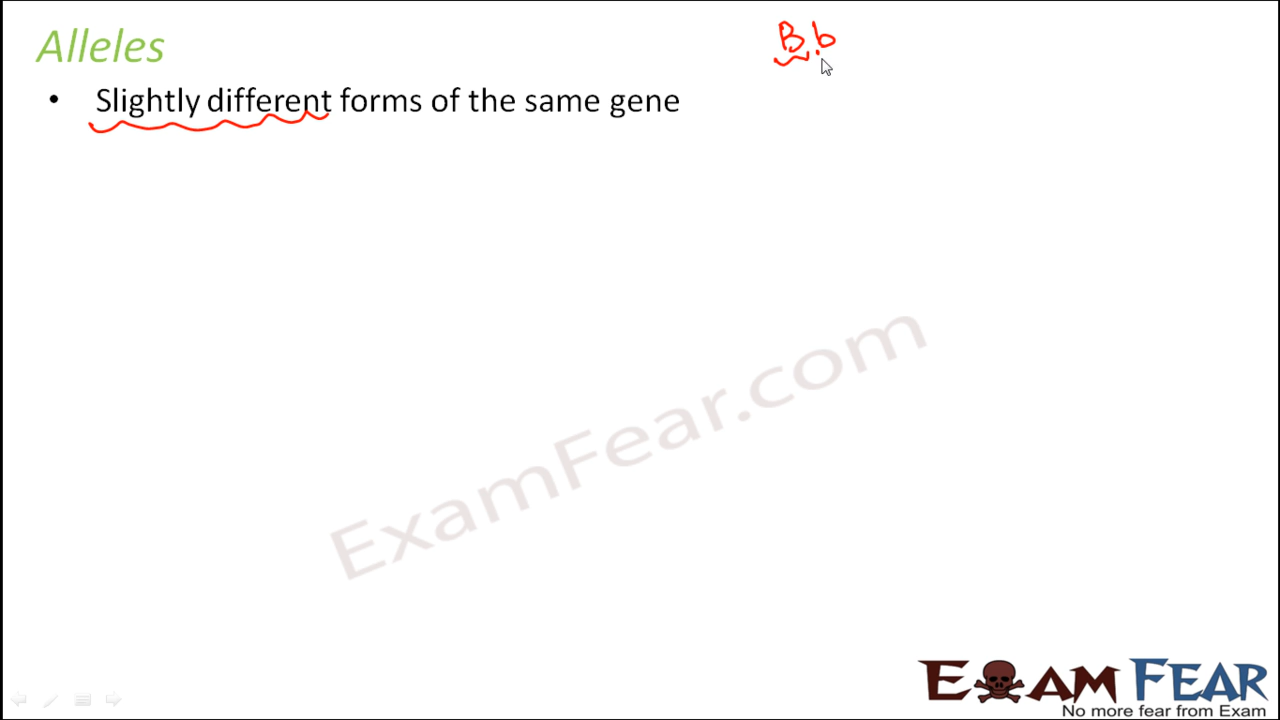 Alleles
B b
• Slightly different forms of the same gene
ExamFear.com
EXAM FEAR
No more fear from Exam